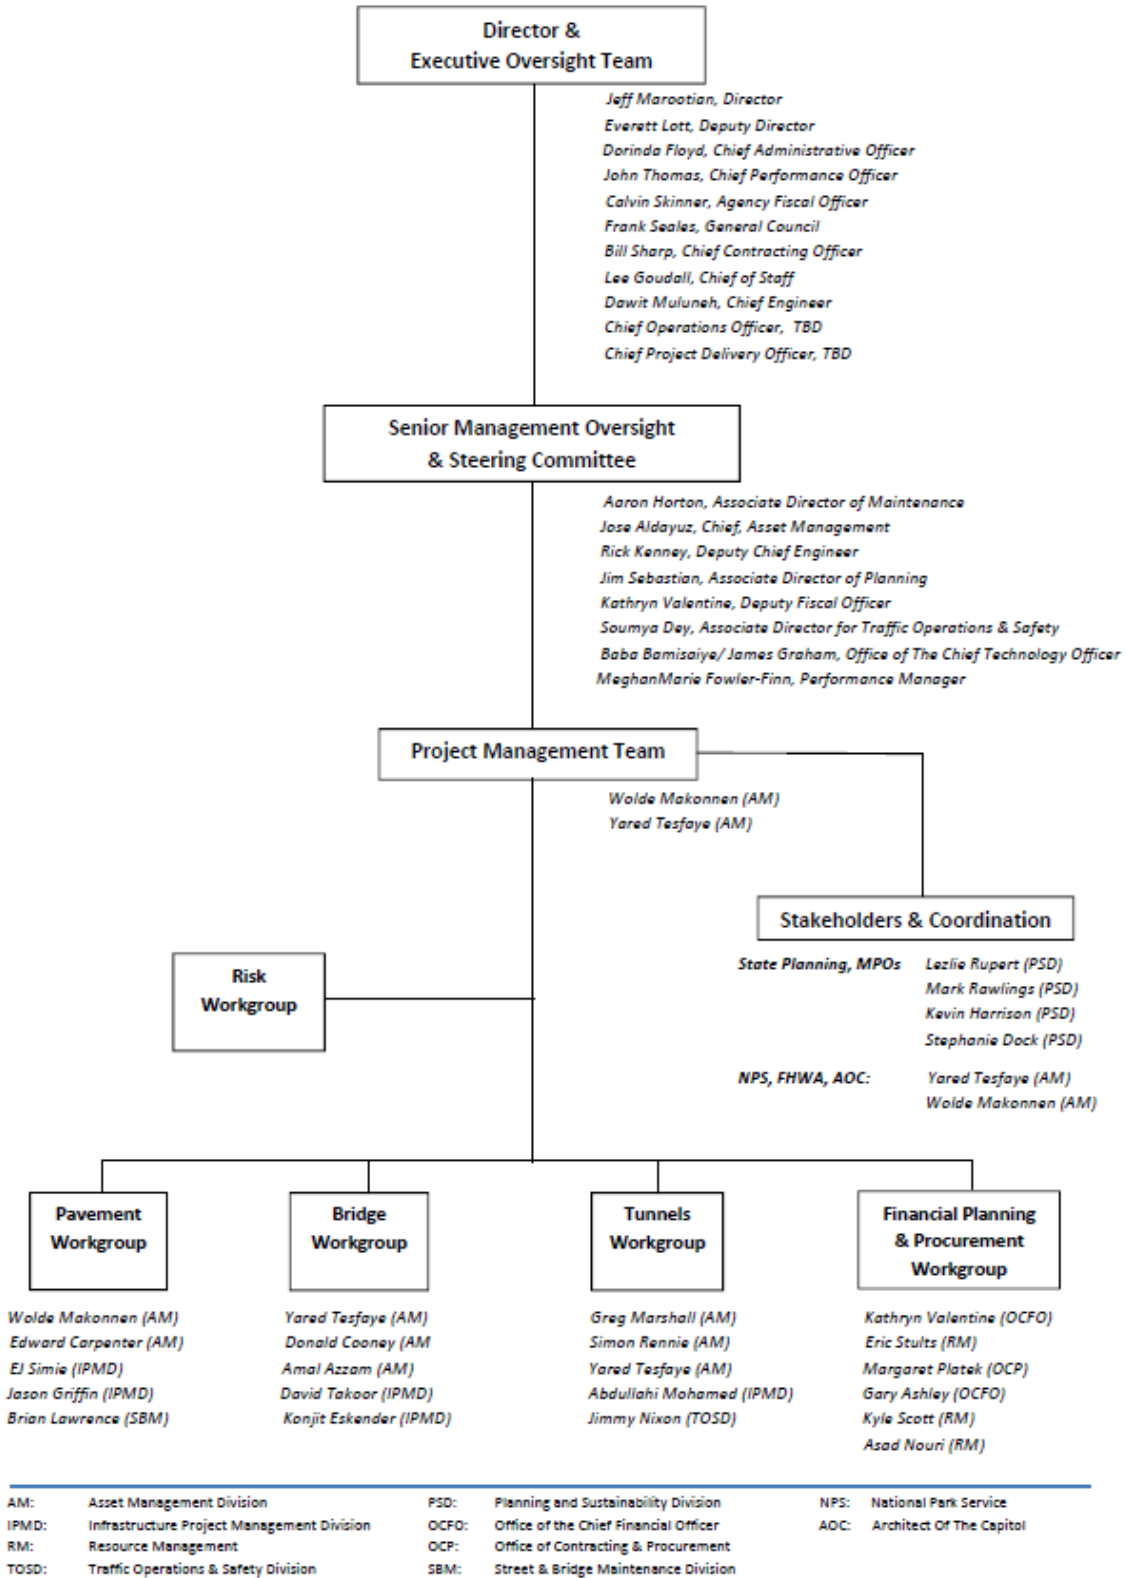 Director &
Executive Oversight Team
Jeff Marootian, Director
Everett Lott, Deputy Director
Dorinda Floyd, Chief Administrative Officer
John Thomas, Chief Performance Officer
Calvin Skinner, Agency Fiscal Officer
Frank Seales, General Council
Bill Sharp, Chief Contracting Officer
Lee Goudall, Chief of Staff
Dawit Muluneh, Chief Engineer
Chief Operations Officer, TBD
Chief Project Delivery Officer, TBD
Senior Management Oversight
& Steering Committee
Aaron Horton, Associate Director of Maintenance
Jose Aldayuz, Chief, Asset Management
Rick Kenney, Deputy Chief Engineer
Jim Sebastian, Associate Director of Planning
Kathryn Valentine, Deputy Fiscal Officer
Soumya Dey, Associate Director for Traffic Operations & Safety
Baba Bamisaiye/ James Graham, Office of The Chief Technology Officer
MeghanMarie Fowler-Finn, Performance Manager
Project Management Team
Wolde Makonnen (AM)
Yared Tesfaye (AM)
Stakeholders & Coordination
State Planning, MPOs Lezlie Rupert (PSD)
Mark Rawlings (PSD)
Kevin Harrison (PSD)
Stephanie Dock (PSD)
NPS, FHWA, AOC: Yared Tesfaye (AM)
Wolde Makonnen (AM)
Risk
Workgroup
Pavement
Workgroup
Wolde Makonnen (AM)
Edward Carpenter (AM)
EJ Simie (IPMD)
Jason Griffin (IPMD)
Brian Lawrence (SBM)
Bridge
Workgroup
Yared Tesfaye (AM)
Donald Cooney (AM
Amal Azzam (AM)
David Takoor (IPMD)
Konjit Eskender (IPMD)
Tunnels
Workgroup
Greg Marshall (AM)
Simon Rennie (AM)
Yared Tesfaye (AM)
Abdullahi Mohamed (IPMD)
Jimmy Nixon (TOSD)
Financial Planning
& Procurement
Workgroup
Kathryn Valentine (OCFO)
Eric Stults (RM)
Margaret Platek (OCP)
Gary Ashley (OCFO)
Kyle Scott (RM)
Asad Nouri (RM)
AM: Asset Management Division PSD: Planning and Sustainability Division NPS: National Park Service
IPMD: Infrastructure Project Management Division OCFO: Office of the Chief Financial Officer AOC: Architect Of The Capitol
RM: Resource Management OCP: Office of Contracting & Procurement
TOSD: Traffic Operations & Safety Division SBM: Street & Bridge Maintenance Division